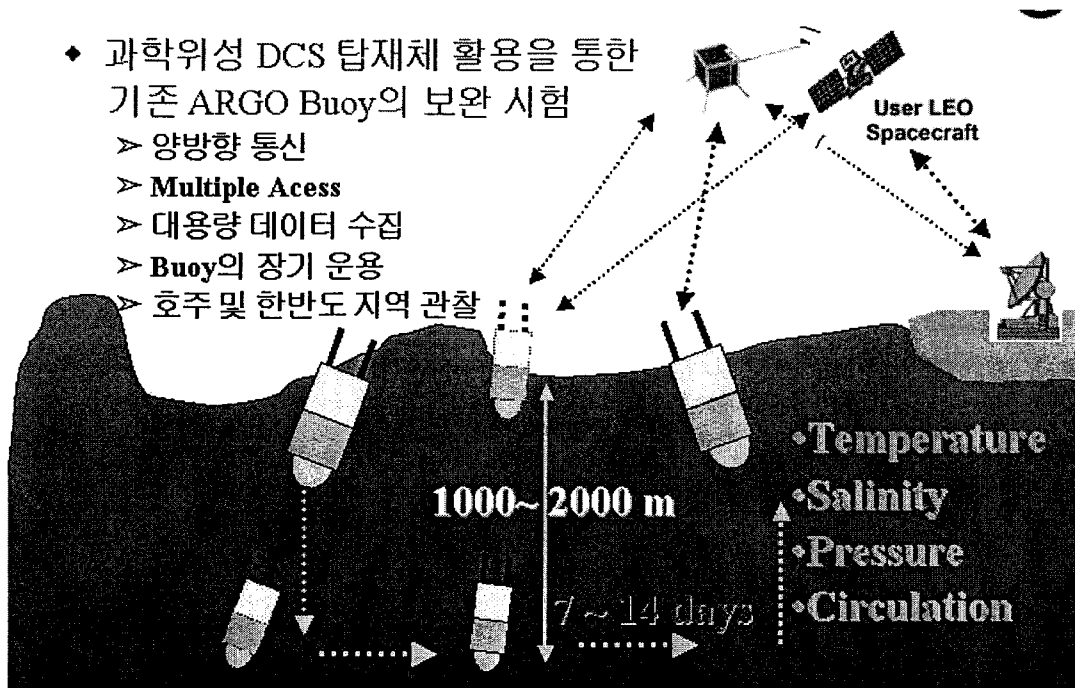 ◆ 과학위성 DCS 탑재체 활용을 통한
기존 ARGO Buoy의 보완 시험
➢ 양방향 통신
➢ Multiple Acess
➢ 대용량 데이터 수집
➢ Buoy의 장기 운용
➢ 호주 및 한반도 지역 관찰
User LEO
Spacecraft
1000~ 2000 m
7 ~ 14 days
•Temperature
•Salinity
•Pressure
•Circulation